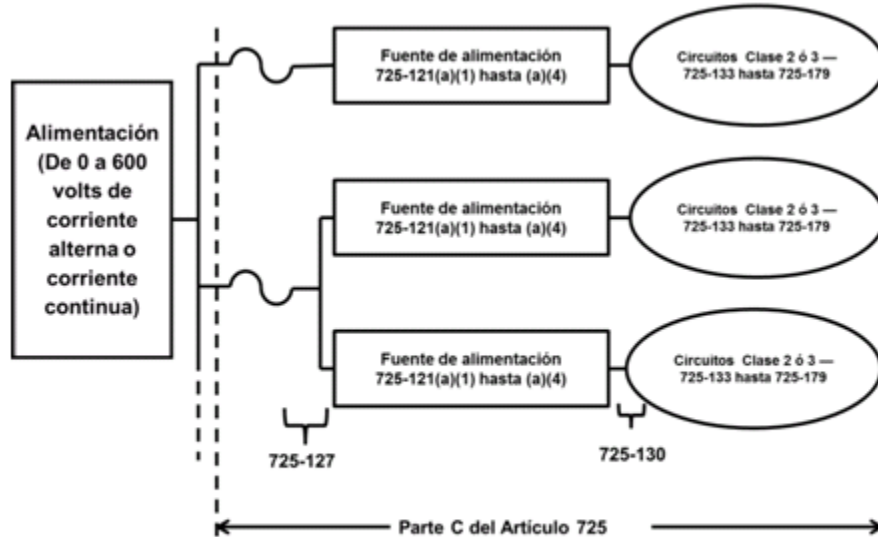 Alimentación
(De 0 a 600
volts de
corriente
alterna o
corriente
continua)
Fuente de alimentación
725-121(a)(1) hasta (a)(4)
Circuitos Clase 2 ó 3 —
725-133 hasta 725-179
Fuente de alimentación
725-121(a)(1) hasta (a)(4)
Circuitos Clase 2 ó 3 —
725-133 hasta 725-179
Fuente de alimentación
725-121(a)(1) hasta (a)(4)
Circuitos Clase 2 ó 3 —
725-133 hasta 725-179
725-127
725-130
Parte C del Artículo 725